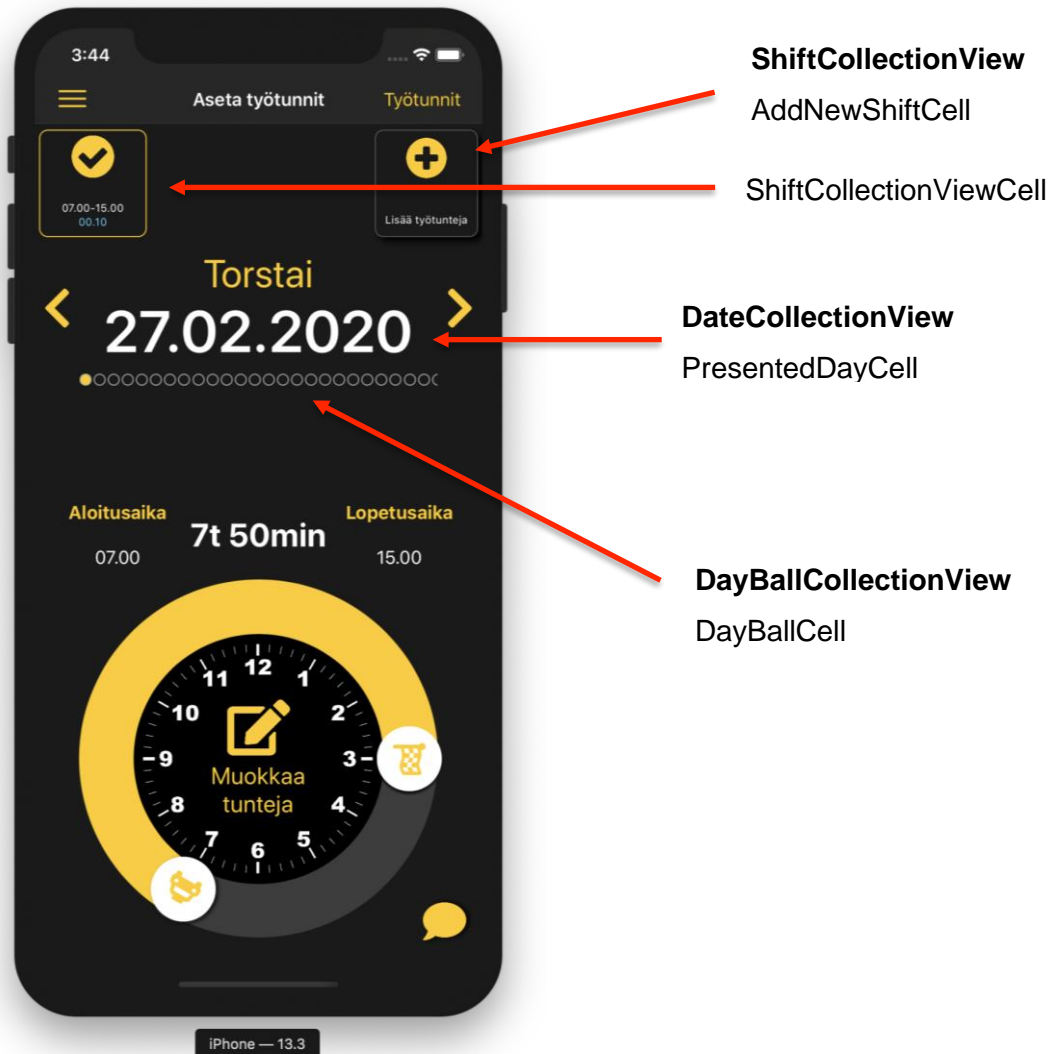 3:44
Aseta työtunnit
Työtunnit
07.00-15.00
00.10
Lisää työtunteja
Torstai
27.02.2020
Aloitusaika
7t 50min
Lopetusaika
07.00
15.00
12
11
1
10
2
9
3
Muokkaa
tunteja
8
4
7
5
6
iPhone — 13.3
ShiftCollectionView
AddNewShiftCell
ShiftCollectionViewCell
DateCollectionView
PresentedDayCell
DayBallCollectionView
DayBallCell